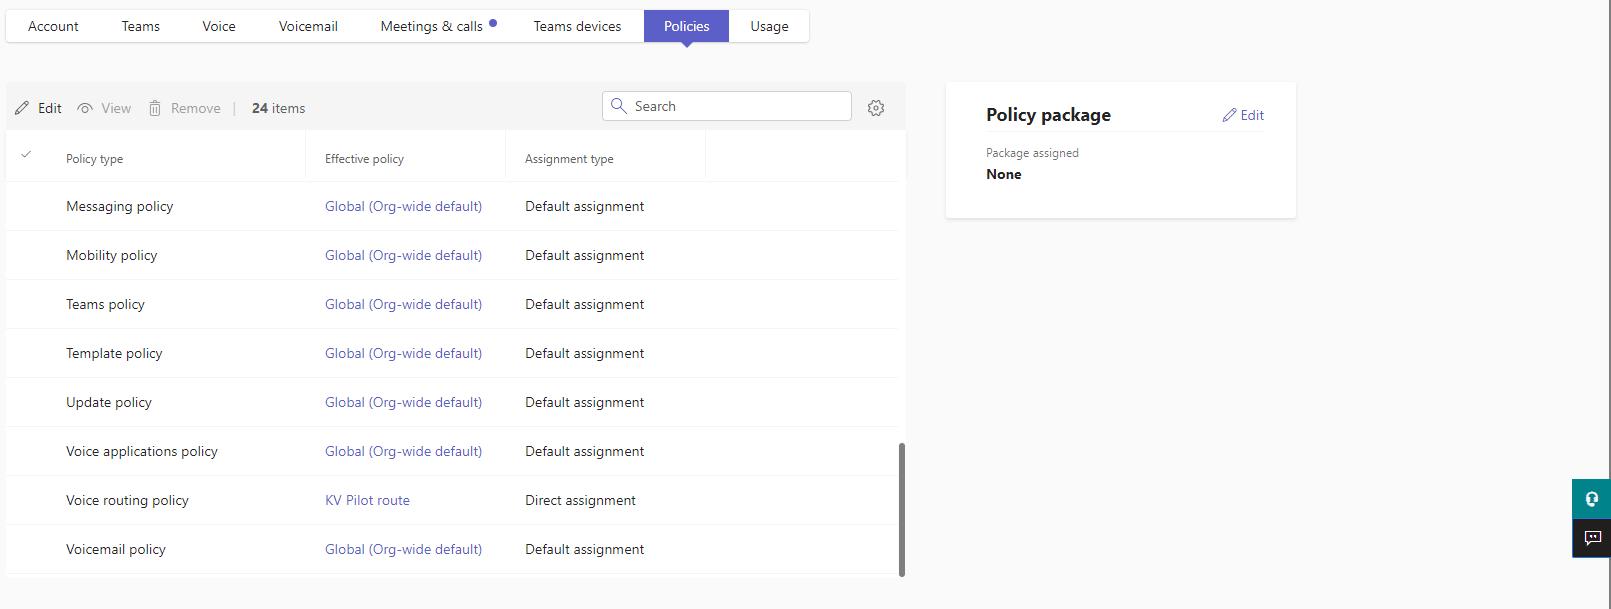 Account Teams Voice Voicemail Meetings & calls Teams devices Policies Usage
Edit View Remove | 24 items Search
Policy type Effective policy Assignment type
Messaging policy Global (Org-wide default) Default assignment
Mobility policy Global (Org-wide default) Default assignment
Teams policy Global (Org-wide default) Default assignment
Template policy Global (Org-wide default) Default assignment
Update policy Global (Org-wide default) Default assignment
Voice applications policy Global (Org-wide default) Default assignment
Voice routing policy KV Pilot route Direct assignment
Voicemail policy Global (Org-wide default) Default assignment
Policy package Edit
Package assigned
None